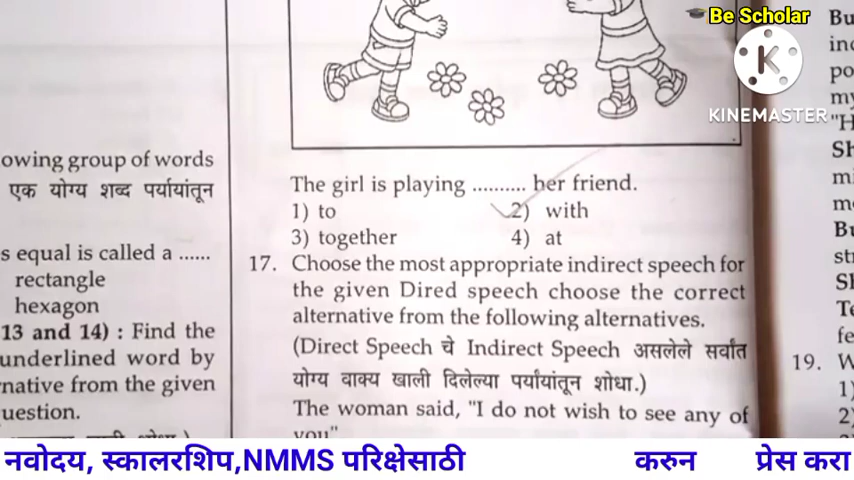 Be Scholar
KINEMASTER
owing group of words
एक योग्य शब्द पर्यायांतून
s equal is called a ......
rectangle
hexagon
13 and 14) : Find the
underlined word by
native from the given
uestion.
The girl is playing .......... her friend.
1) to 2) with
3) together 4) at
17. Choose the most appropriate indirect speech for
the given Dired speech choose the correct
alternative from the following alternatives.
(Direct Speech चे Indirect Speech असलेले सर्वांत
योग्य वाक्य खाली दिलेल्या पर्यायांतून शोधा.)
The woman said, "I do not wish to see any of
you"
Bu
inc
po
my
"H
Sh
mi
me
Bu
str
Sh
Te
fe
19. W
1)
2)
नवोदय, स्कालरशिप,NMMS परिक्षेसाठी करुन प्रेस करा